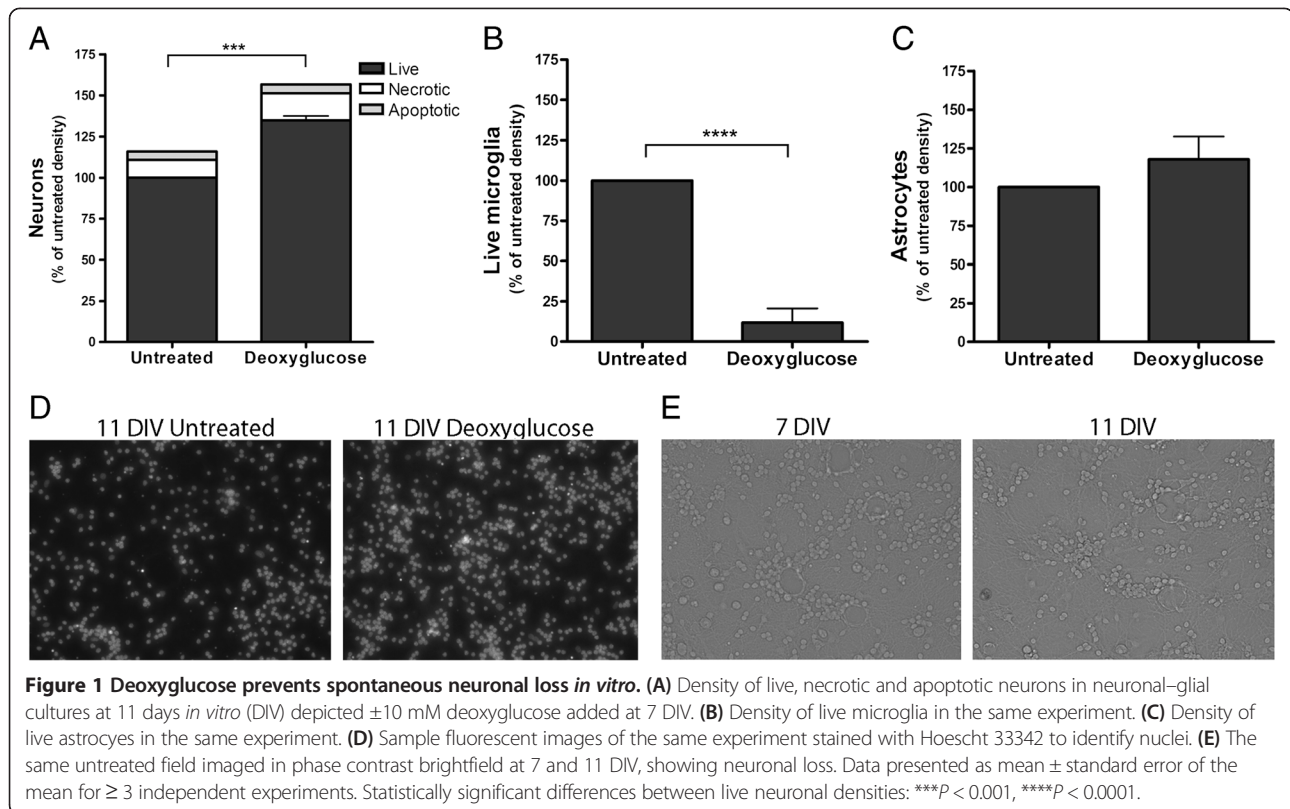 A
Neurons
(% of untreated density)
175
150
125
100
75
50
25
0
***
Live
Necrotic
Apoptotic
Untreated Deoxyglucose
B
Live microglia
(% of untreated density)
175
150
125
100
75
50
25
0
****
Untreated Deoxyglucose
C
Astrocytes
(% of untreated density)
175
150
125
100
75
50
25
0
Untreated Deoxyglucose
D
11 DIV Untreated 11 DIV Deoxyglucose
E
7 DIV 11 DIV
Figure 1 Deoxyglucose prevents spontaneous neuronal loss in vitro. (A) Density of live, necrotic and apoptotic neurons in neuronal–glial
cultures at 11 days in vitro (DIV) depicted ±10 mM deoxyglucose added at 7 DIV. (B) Density of live microglia in the same experiment. (C) Density of
live astrocyes in the same experiment. (D) Sample fluorescent images of the same experiment stained with Hoescht 33342 to identify nuclei. (E) The
same untreated field imaged in phase contrast brightfield at 7 and 11 DIV, showing neuronal loss. Data presented as mean ± standard error of the
mean for ≥ 3 independent experiments. Statistically significant differences between live neuronal densities: ***P < 0.001, ****P < 0.0001.